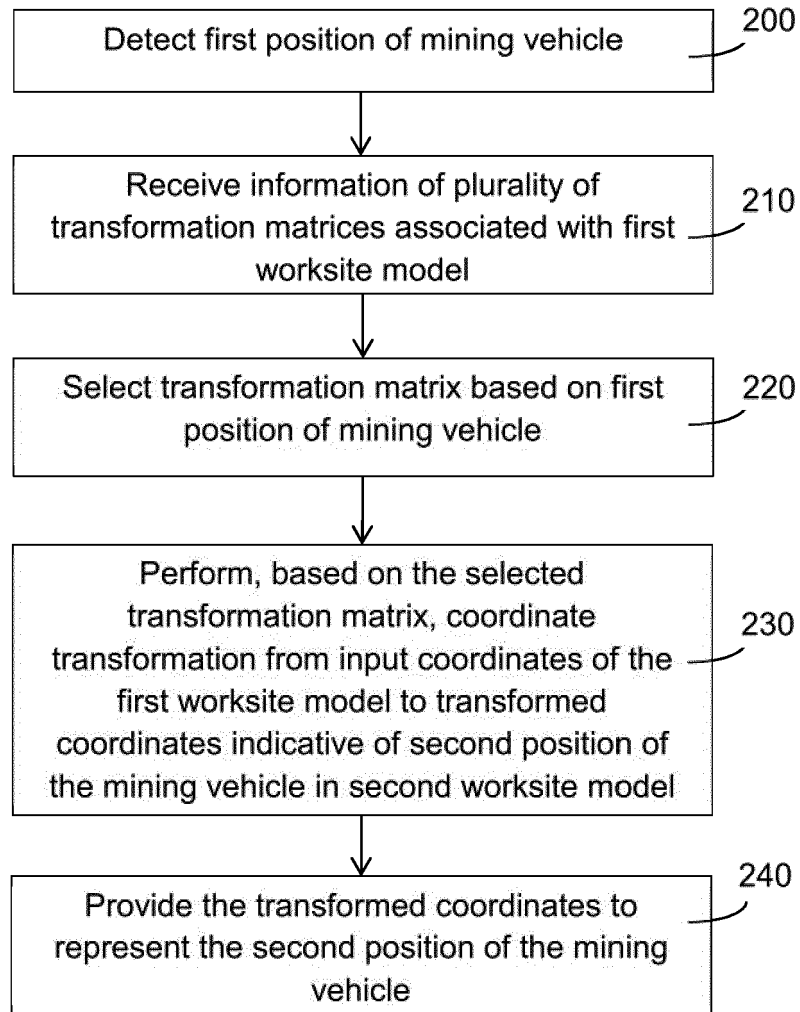 Detect first position of mining vehicle
200
Receive information of plurality of
transformation matrices associated with first
worksite model
210
Select transformation matrix based on first
position of mining vehicle
220
Perform, based on the selected
transformation matrix, coordinate
transformation from input coordinates of the
first worksite model to transformed
coordinates indicative of second position of
the mining vehicle in second worksite model
230
Provide the transformed coordinates to
represent the second position of the mining
vehicle
240